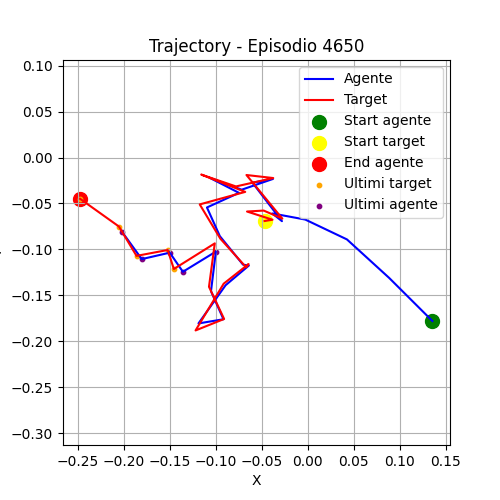 Trajectory - Episodio 4650
Agente
Target
Start agente
Start target
End agente
Ultimi target
Ultimi agente
0.10
0.05
0.00
−0.05
−0.10
−0.15
−0.20
−0.25
−0.30
−0.25
−0.20
−0.15
−0.10
−0.05
0.00
0.05
0.10
0.15
X